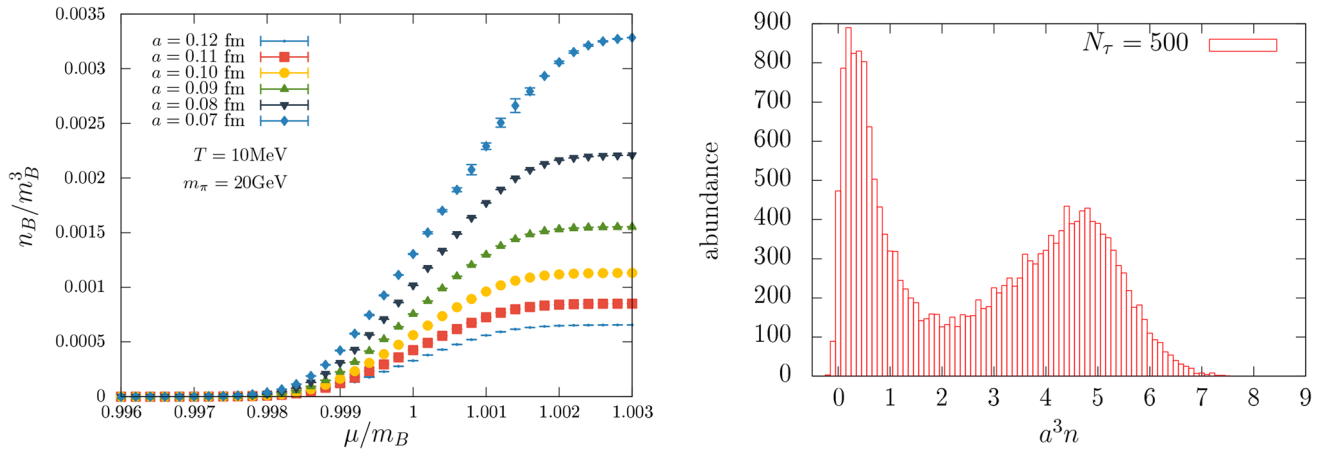 0.0035
0.003
0.0025
0.002
0.0015
0.001
0.0005
0
n_B/m_B^3
a = 0.12 fm
a = 0.11 fm
a = 0.10 fm
a = 0.09 fm
a = 0.08 fm
a = 0.07 fm
T = 10MeV
m_π = 20GeV
0.996 0.997 0.998 0.999 1 1.001 1.002 1.003
μ/m_B
900
800
700
600
500
400
300
200
100
0
abundance
N_τ = 500
0 1 2 3 4 5 6 7 8 9
a^3n